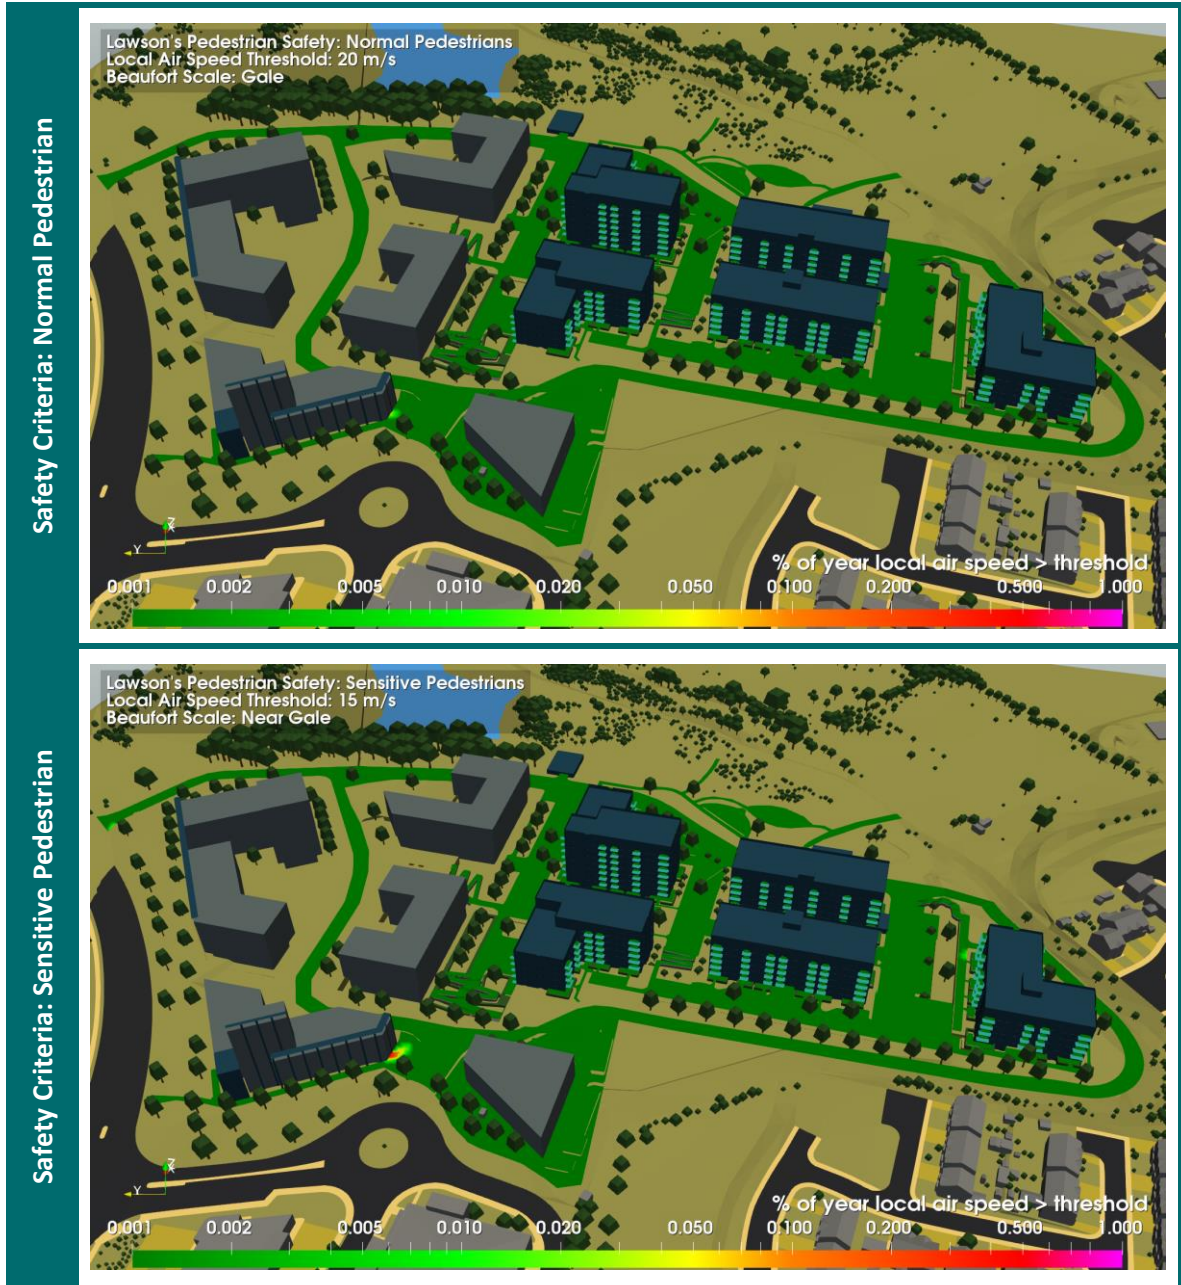 Safety Criteria: Normal Pedestrian
Lawson's Pedestrian Safety: Normal Pedestrians
Local Air Speed Threshold: 20 m/s
Beaufort Scale: Gale
Z
X
Y
% of year local air speed > threshold
0.001 0.002 0.005 0.010 0.020 0.050 0.100 0.200 0.500 1.000
Safety Criteria: Sensitive Pedestrian
Lawson's Pedestrian Safety: Sensitive Pedestrians
Local Air Speed Threshold: 15 m/s
Beaufort Scale: Near Gale
Z
X
Y
% of year local air speed > threshold
0.001 0.002 0.005 0.010 0.020 0.050 0.100 0.200 0.500 1.000